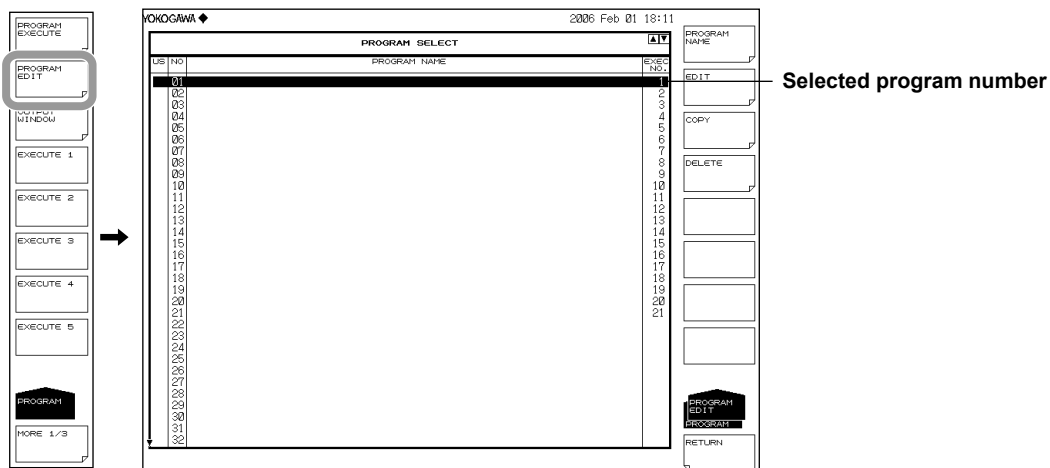 PROGRAM
EXECUTE
PROGRAM
EDIT
OUTPUT
WINDOW
EXECUTE 1
EXECUTE 2
EXECUTE 3
EXECUTE 4
EXECUTE 5
PROGRAM
MORE 1/3
YOKOGAWA
2006 Feb 01 18:11
PROGRAM SELECT
US NO PROGRAM NAME EXEC NO.
01 1
02 2
03 3
04 4
05 5
06 6
07 7
08 8
09 9
10 10
11 11
12 12
13 13
14 14
15 15
16 16
17 17
18 18
19 19
20 20
21 21
22
23
24
25
26
27
28
29
30
31
32
PROGRAM
NAME
EDIT
COPY
DELETE
PROGRAM
EDIT
PROGRAM
RETURN
Selected program number